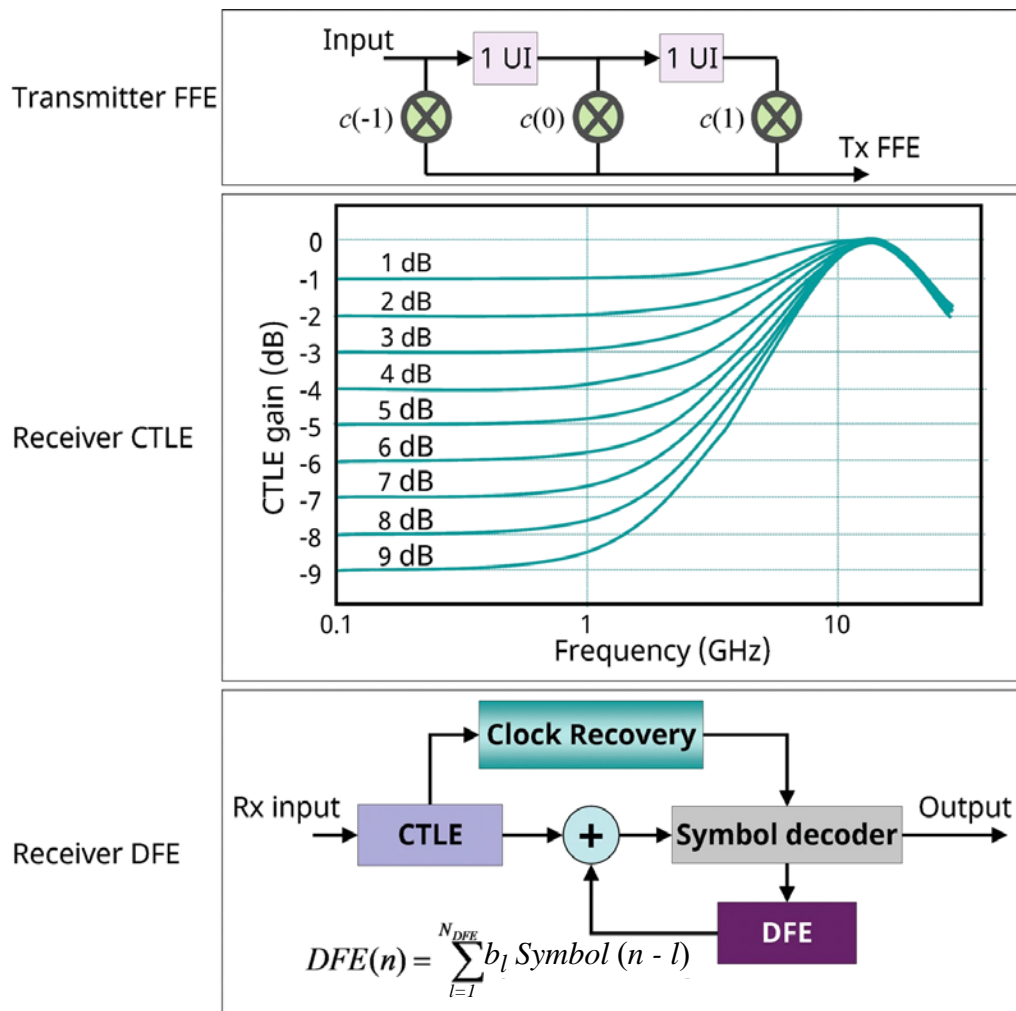 Transmitter FFE
Input
1 UI
1 UI
c(-1)
c(0)
c(1)
Tx FFE
Receiver CTLE
CTLE gain (dB)
0
-1
-2
-3
-4
-5
-6
-7
-8
-9
1 dB
2 dB
3 dB
4 dB
5 dB
6 dB
7 dB
8 dB
9 dB
0.1
1
10
Frequency (GHz)
Receiver DFE
Clock Recovery
Rx input
CTLE
+
Symbol decoder
Output
DFE
DFE(n) = ∑_{l=1}^{N_{DFE}} b_l Symbol (n - l)